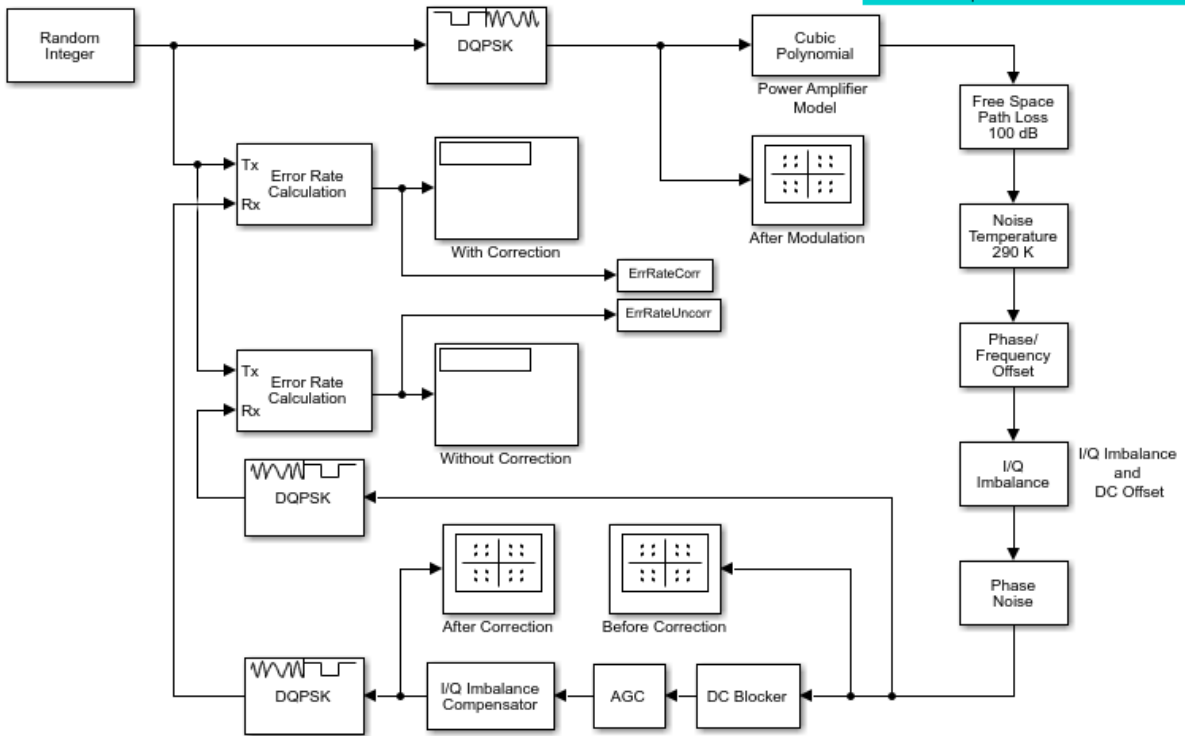 Random
Integer
DQPSK
Cubic
Polynomial
Power Amplifier
Model
Free Space
Path Loss
100 dB
Tx
Rx
Error Rate
Calculation
With Correction
After Modulation
Noise
Temperature
290 K
ErrRateCorr
ErrRateUncorr
Phase/
Frequency
Offset
Tx
Rx
Error Rate
Calculation
Without Correction
I/Q
Imbalance
I/Q Imbalance
and
DC Offset
DQPSK
After Correction
Before Correction
Phase
Noise
DQPSK
I/Q Imbalance
Compensator
AGC
DC Blocker